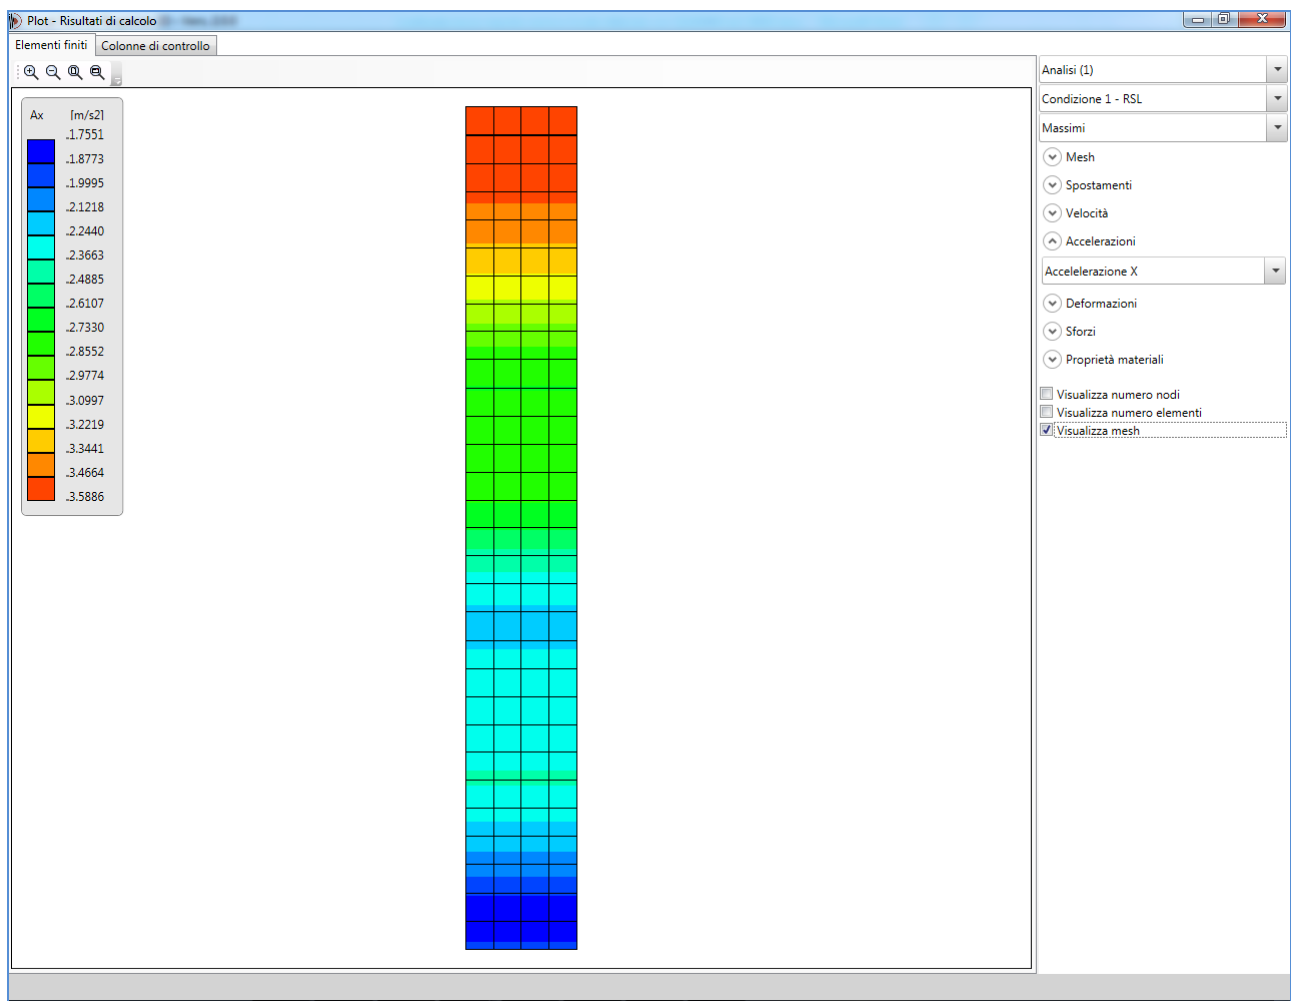 Plot - Risultati di calcolo
Elementi finiti
Colonne di controllo
Ax [m/s2]
1.7551
1.8773
1.9995
2.1218
2.2440
2.3663
2.4885
2.6107
2.7330
2.8552
2.9774
3.0997
3.2219
3.3441
3.4664
3.5886
Analisi (1)
Condizione 1 - RSL
Massimi
Mesh
Spostamenti
Velocità
Accelerazioni
Accelelerazione X
Deformazioni
Sforzi
Proprietà materiali
Visualizza numero nodi
Visualizza numero elementi
Visualizza mesh